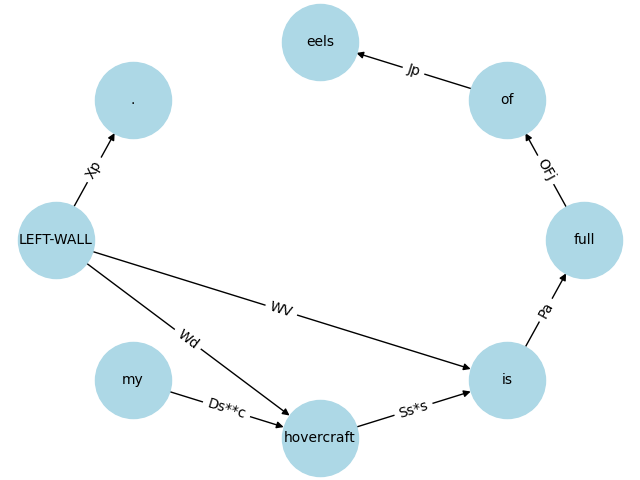 eels
Jp
.
of
Xp
OFj
LEFT-WALL
full
WV
Pa
Wd
my
Ds**c
Ss*s
is
hovercraft